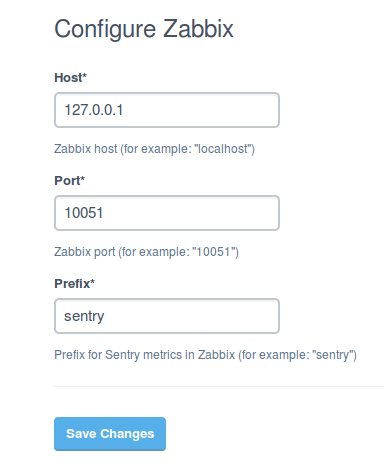 Configure Zabbix
Host*
127.0.0.1
Zabbix host (for example: "localhost")
Port*
10051
Zabbix port (for example: "10051")
Prefix*
sentry
Prefix for Sentry metrics in Zabbix (for example: "sentry")
Save Changes